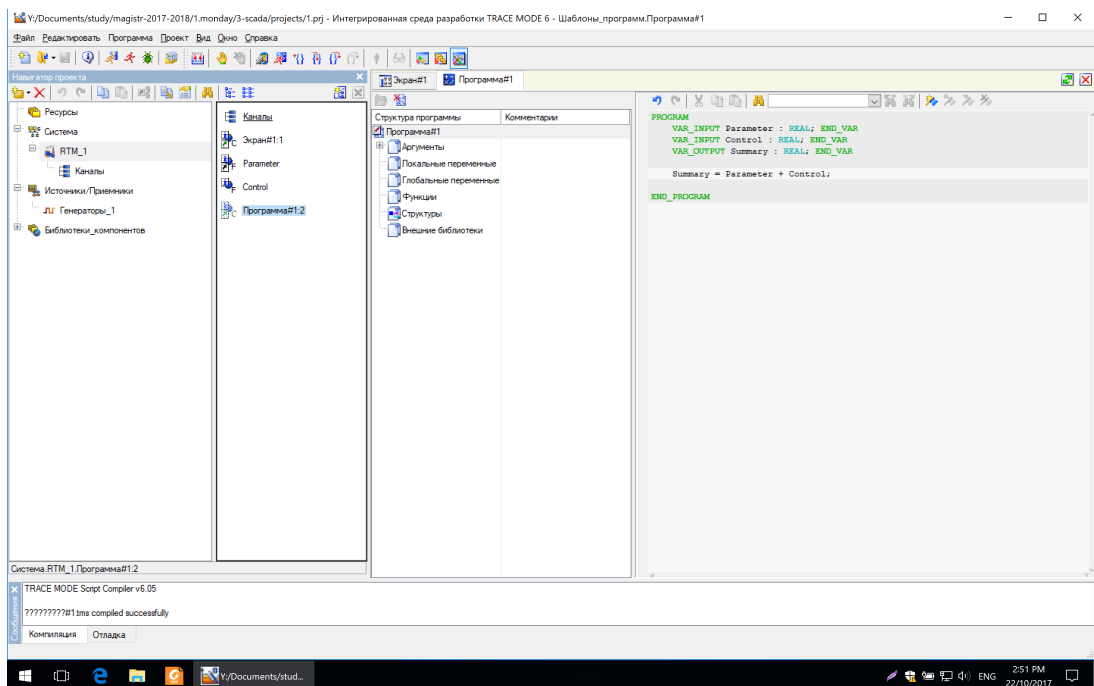 Y:/Documents/study/magistr-2017-2018/1.monday/3-scada/projects/1.prj - Интегрированная среда разработки TRACE MODE 6 - Шаблоны_программ.Программа#1
Файл Редактировать Программа Проект Вид Окно Справка
Навигатор проекта
Ресурсы
Система
RTM_1
Каналы
Источники/Приемники
Генераторы_1
Библиотеки_компонентов
Каналы
Экран#1:1
Parameter
Control
Программа#1:2
Система.RTM_1.Программа#1:2
Экран#1 Программа#1
Структура программы Комментарии
Программа#1
Аргументы
Локальные переменные
Глобальные переменные
Функции
Структуры
Внешние библиотеки
PROGRAM
VAR_INPUT Parameter : REAL; END_VAR
VAR_INPUT Control : REAL; END_VAR
VAR_OUTPUT Summary : REAL; END_VAR
Summary = Parameter + Control;
END_PROGRAM
Сообщения
TRACE MODE Script Compiler v6.05
?????????#1.tms compiled successfully
Компиляция Отладка
Y:/Documents/stud...
ENG
2:51 PM
22/10/2017